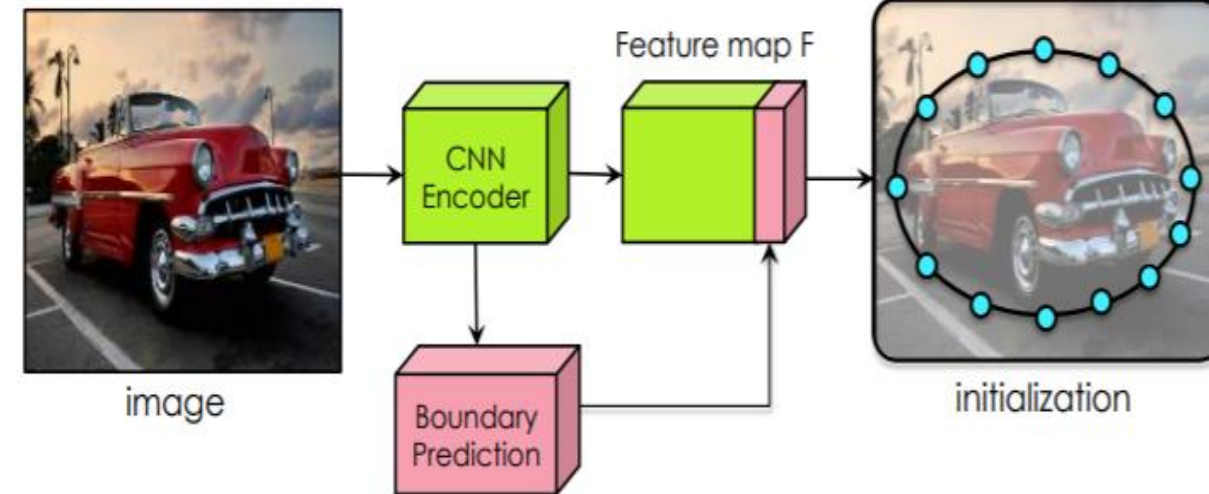 Feature map F
CNN
Encoder
image
Boundary
Prediction
initialization